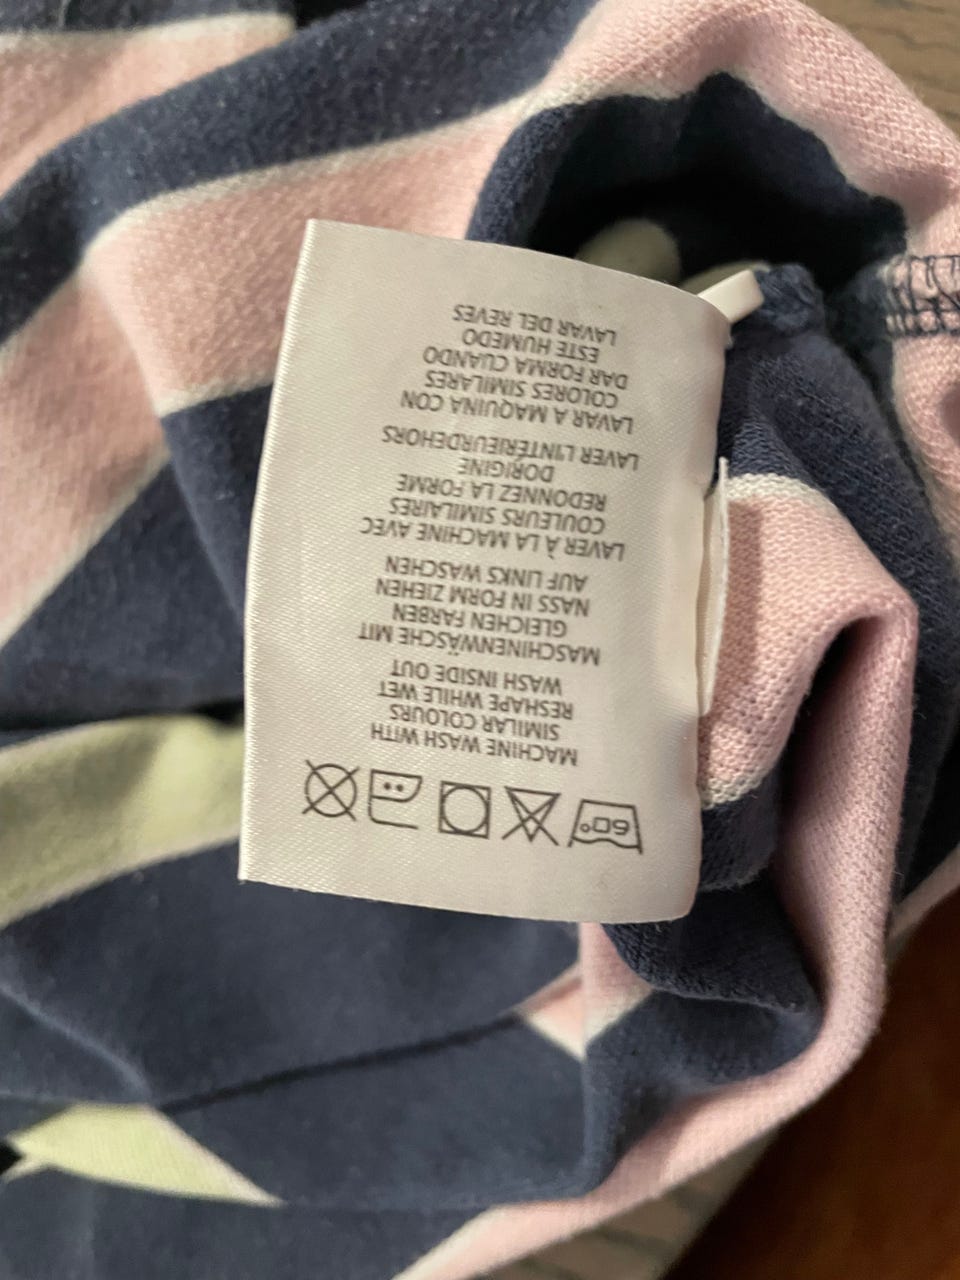 60°
MACHINE WASH WITH
SIMILAR COLOURS
RESHAPE WHILE WET
WASH INSIDE OUT
MASCHINENWÄSCHE MIT
GLEICHEN FARBEN
NASS IN FORM ZIEHEN
AUF LINKS WASCHEN
LAVER À LA MACHINE AVEC
COULEURS SIMILAIRES
REDONNEZ LA FORME
DORIGINE
LAVER L'INTÉRIEURDEHORS
LAVAR A MAQUINA CON
COLORES SIMILARES
DAR FORMA CUANDO
ESTE HUMEDO
LAVAR DEL REVES